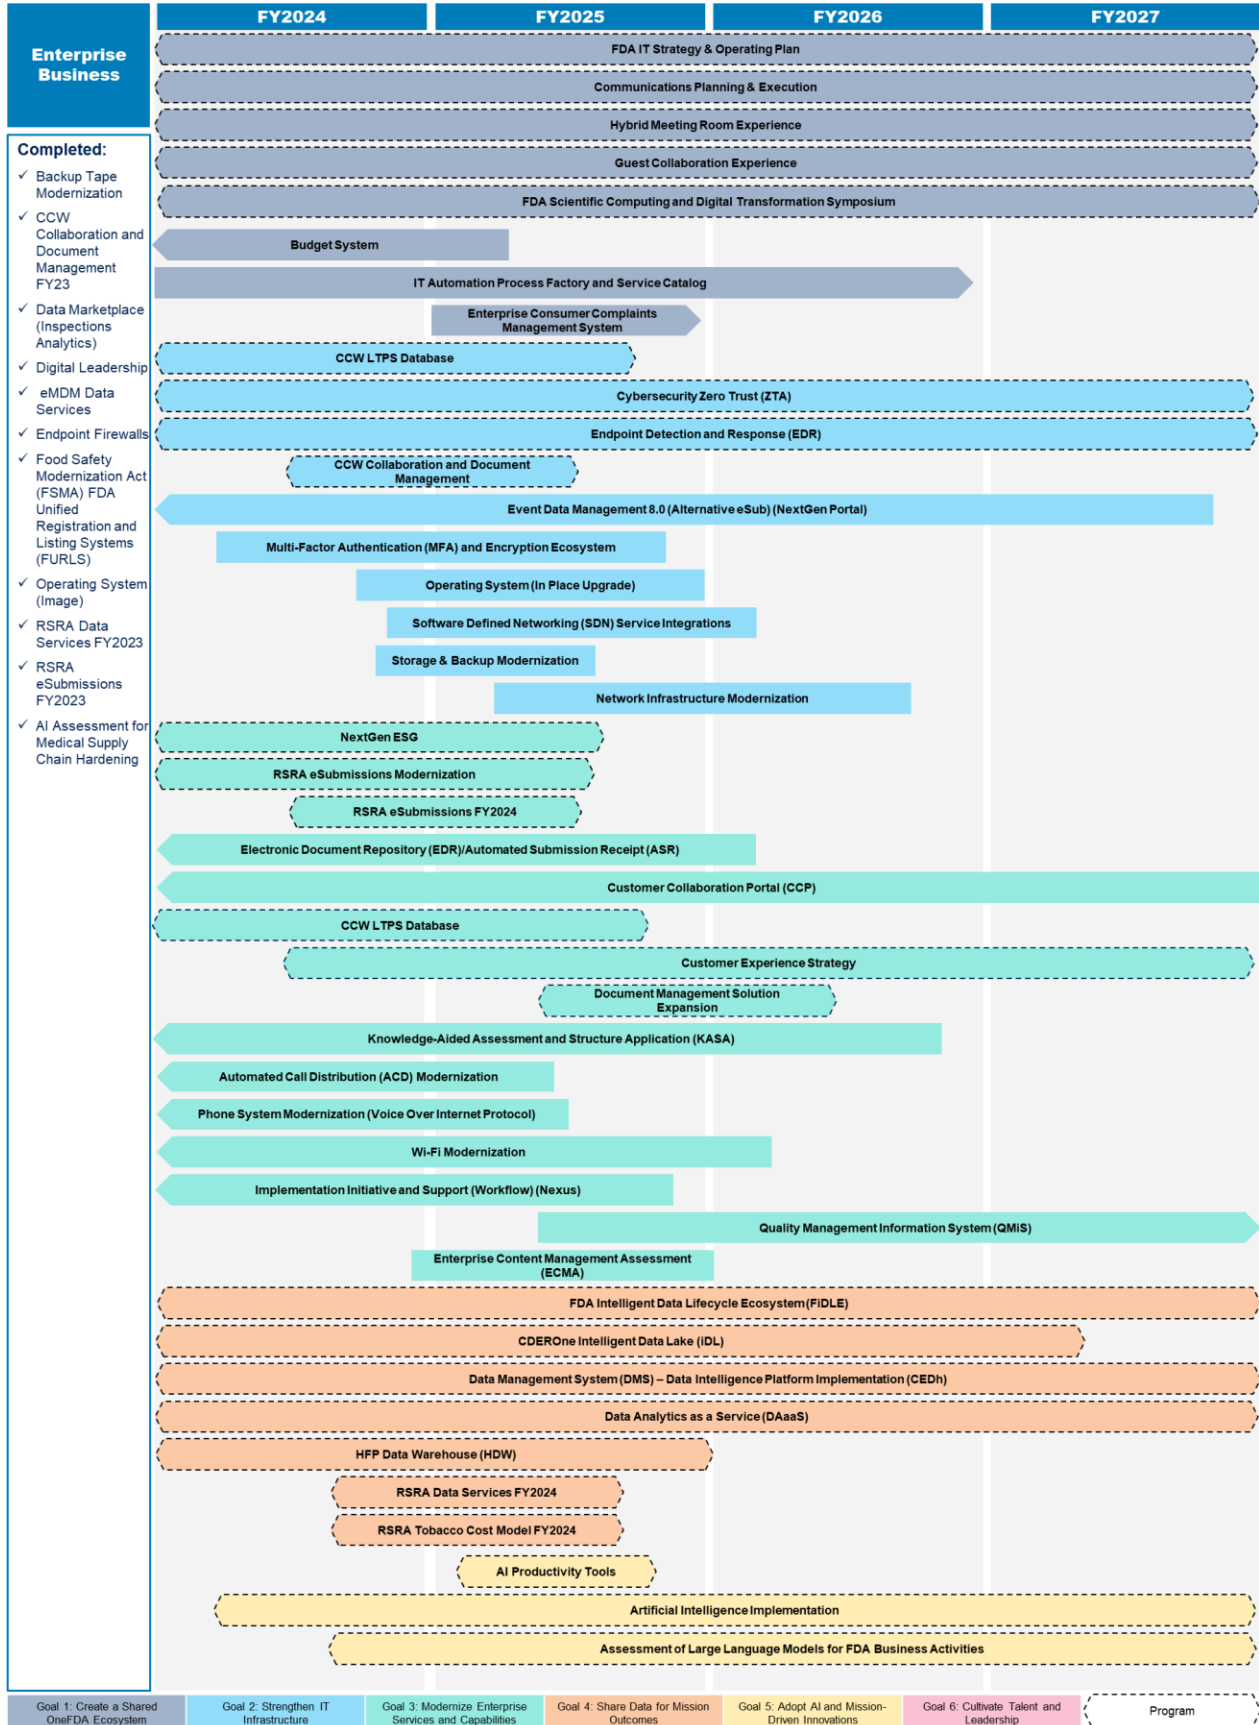 FY2024
FY2025
FY2026
FY2027
Enterprise
Business
Completed:
✓ Backup Tape
Modernization
✓ CCW
Collaboration and
Document
Management
FY23
✓ Data Marketplace
(Inspections
Analytics)
✓ Digital Leadership
✓ eMDM Data
Services
✓ Endpoint Firewalls
✓ Food Safety
Modernization Act
(FSMA) FDA
Unified
Registration and
Listing Systems
(FURLS)
✓ Operating System
(Image)
✓ RSRA Data
Services FY2023
✓ RSRA
eSubmissions
FY2023
✓ AI Assessment for
Medical Supply
Chain Hardening
FDA IT Strategy & Operating Plan
Communications Planning & Execution
Hybrid Meeting Room Experience
Guest Collaboration Experience
FDA Scientific Computing and Digital Transformation Symposium
Budget System
IT Automation Process Factory and Service Catalog
Enterprise Consumer Complaints
Management System
CCW LTPS Database
Cybersecurity Zero Trust (ZTA)
Endpoint Detection and Response (EDR)
CCW Collaboration and Document
Management
Event Data Management 8.0 (Alternative eSub) (NextGen Portal)
Multi-Factor Authentication (MFA) and Encryption Ecosystem
Operating System (In Place Upgrade)
Software Defined Networking (SDN) Service Integrations
Storage & Backup Modernization
Network Infrastructure Modernization
NextGen ESG
RSRA eSubmissions Modernization
RSRA eSubmissions FY2024
Electronic Document Repository (EDR)/Automated Submission Receipt (ASR)
Customer Collaboration Portal (CCP)
CCW LTPS Database
Customer Experience Strategy
Document Management Solution
Expansion
Knowledge-Aided Assessment and Structure Application (KASA)
Automated Call Distribution (ACD) Modernization
Phone System Modernization (Voice Over Internet Protocol)
Wi-Fi Modernization
Implementation Initiative and Support (Workflow) (Nexus)
Quality Management Information System (QMiS)
Enterprise Content Management Assessment
(ECMA)
FDA Intelligent Data Lifecycle Ecosystem (FiDLE)
CDEROne Intelligent Data Lake (iDL)
Data Management System (DMS) – Data Intelligence Platform Implementation (CEDh)
Data Analytics as a Service (DAaaS)
HFP Data Warehouse (HDW)
RSRA Data Services FY2024
RSRA Tobacco Cost Model FY2024
AI Productivity Tools
Artificial Intelligence Implementation
Assessment of Large Language Models for FDA Business Activities
Goal 1: Create a Shared
OneFDA Ecosystem
Goal 2: Strengthen IT
Infrastructure
Goal 3: Modernize Enterprise
Services and Capabilities
Goal 4: Share Data for Mission
Outcomes
Goal 5: Adopt AI and Mission-
Driven Innovations
Goal 6: Cultivate Talent and
Leadership
Program